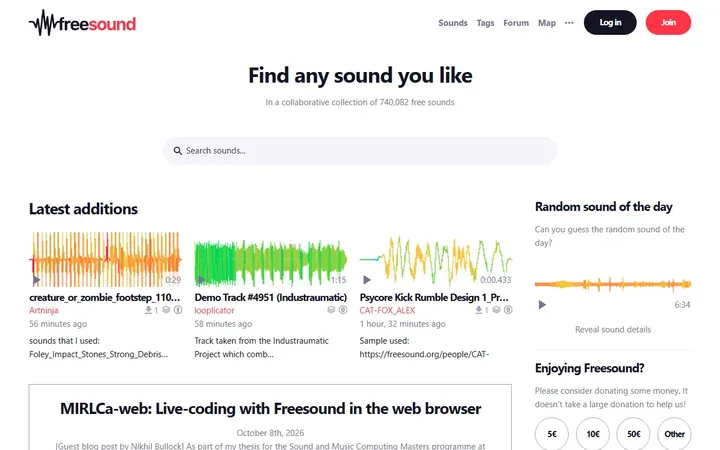 freesound
Sounds Tags Forum Map ••• Log in Join
Find any sound you like
In a collaborative collection of 740,082 free sounds
Search sounds...
Latest additions
0:29
creature_or_zombie_footstep_110...
Artninja 1
56 minutes ago
sounds that I used:
Foley_Impact_Stones_Strong_Debris...
1:15
Demo Track #4951 (Industraumatic)
looplicator
58 minutes ago
Track taken from the Industraumatic
Project which comb...
0:00.433
Psycore Kick Rumble Design 1_Pr...
CAT-FOX_ALEX 1
1 hour, 32 minutes ago
Sample used:
https://freesound.org/people/CAT-
MIRLCa-web: Live-coding with Freesound in the web browser
October 8th, 2026
[Guest blog post by Nikhil Bullock] As part of my thesis for the Sound and Music Computing Masters programme at
Random sound of the day
Can you guess the random sound of the
day?
6:34
Reveal sound details
Enjoying Freesound?
Please consider donating some money. It
doesn't take a large donation to help us!
5€ 10€ 50€ Other